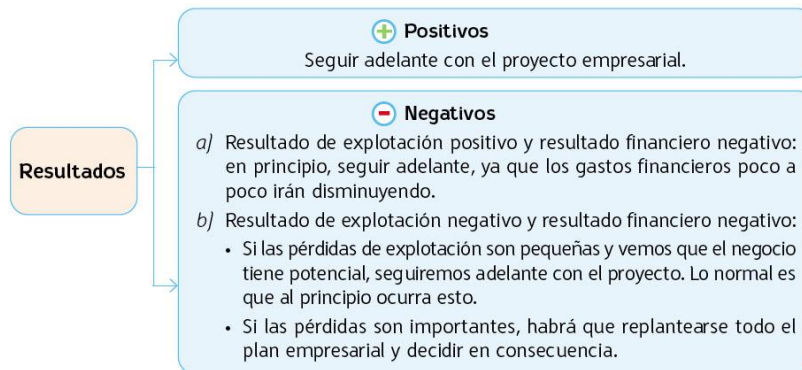 Positivos
Seguir adelante con el proyecto empresarial.
Resultados
Negativos
a) Resultado de explotación positivo y resultado financiero negativo:
en principio, seguir adelante, ya que los gastos financieros poco a
poco irán disminuyendo.
b) Resultado de explotación negativo y resultado financiero negativo:
• Si las pérdidas de explotación son pequeñas y vemos que el negocio
tiene potencial, seguiremos adelante con el proyecto. Lo normal es
que al principio ocurra esto.
• Si las pérdidas son importantes, habrá que replantearse todo el
plan empresarial y decidir en consecuencia.